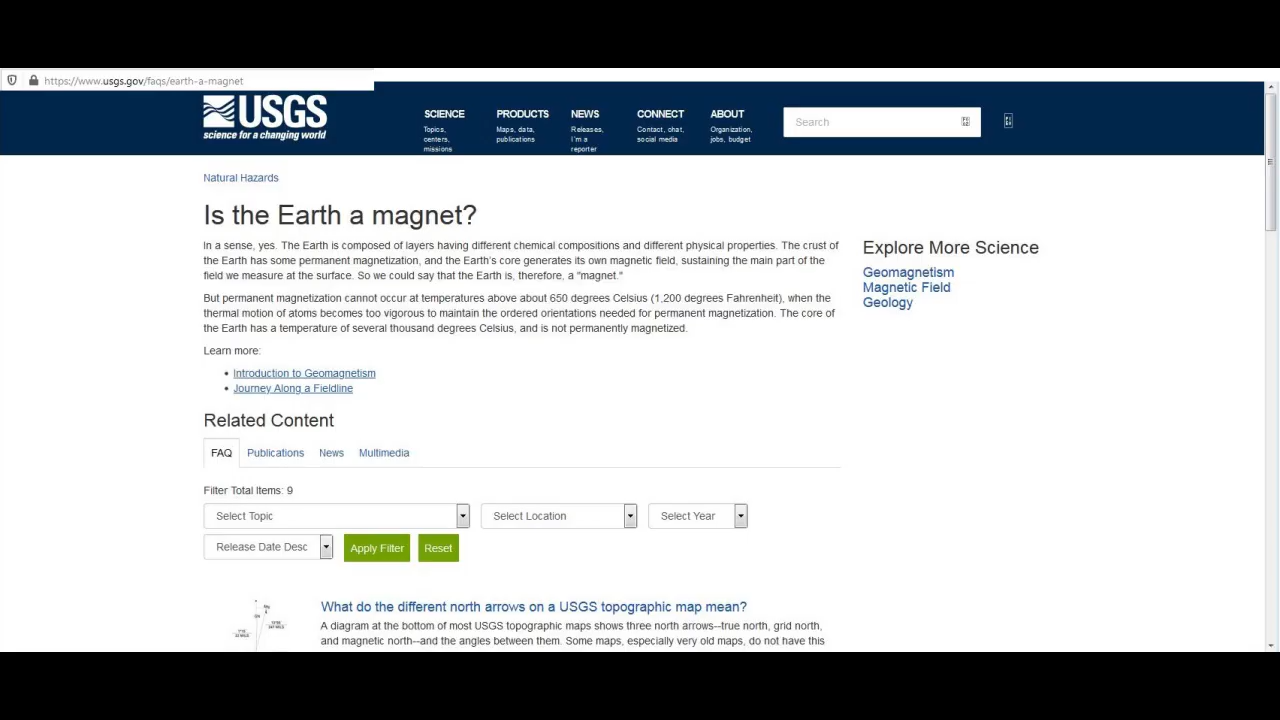 https://www.usgs.gov/faqs/earth-a-magnet
USGS
science for a changing world
SCIENCE
Topics,
centers,
missions
PRODUCTS
Maps, data,
publications
NEWS
Releases,
I'm a
reporter
CONNECT
Contact, chat,
social media
ABOUT
Organization,
jobs, budget
Search
Natural Hazards
Is the Earth a magnet?
In a sense, yes. The Earth is composed of layers having different chemical compositions and different physical properties. The crust of
the Earth has some permanent magnetization, and the Earth's core generates its own magnetic field, sustaining the main part of the
field we measure at the surface. So we could say that the Earth is, therefore, a "magnet."
But permanent magnetization cannot occur at temperatures above about 650 degrees Celsius (1,200 degrees Fahrenheit), when the
thermal motion of atoms becomes too vigorous to maintain the ordered orientations needed for permanent magnetization. The core of
the Earth has a temperature of several thousand degrees Celsius, and is not permanently magnetized.
Learn more:
• Introduction to Geomagnetism
• Journey Along a Fieldline
Explore More Science
Geomagnetism
Magnetic Field
Geology
Related Content
FAQ Publications News Multimedia
Filter Total Items: 9
Select Topic Select Location Select Year
Release Date Desc Apply Filter Reset
What do the different north arrows on a USGS topographic map mean?
A diagram at the bottom of most USGS topographic maps shows three north arrows--true north, grid north,
and magnetic north--and the angles between them. Some maps, especially very old maps, do not have this